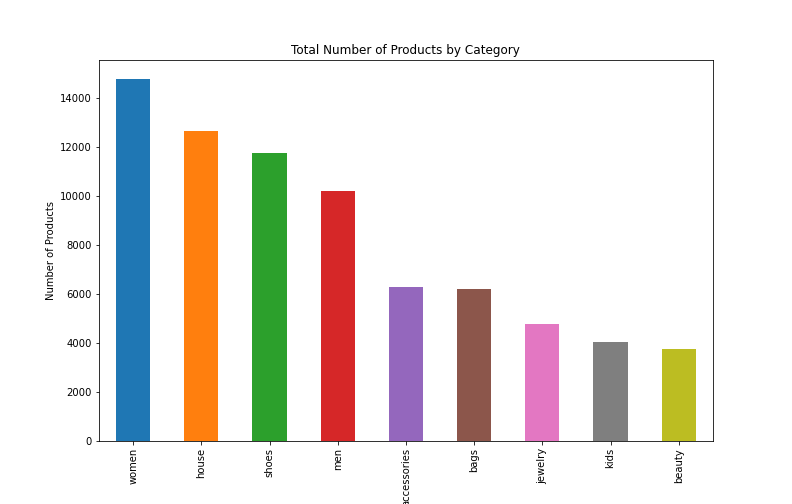 Total Number of Products by Category
Number of Products
14000
12000
10000
8000
6000
4000
2000
0
women
house
shoes
men
accessories
bags
jewelry
kids
beauty